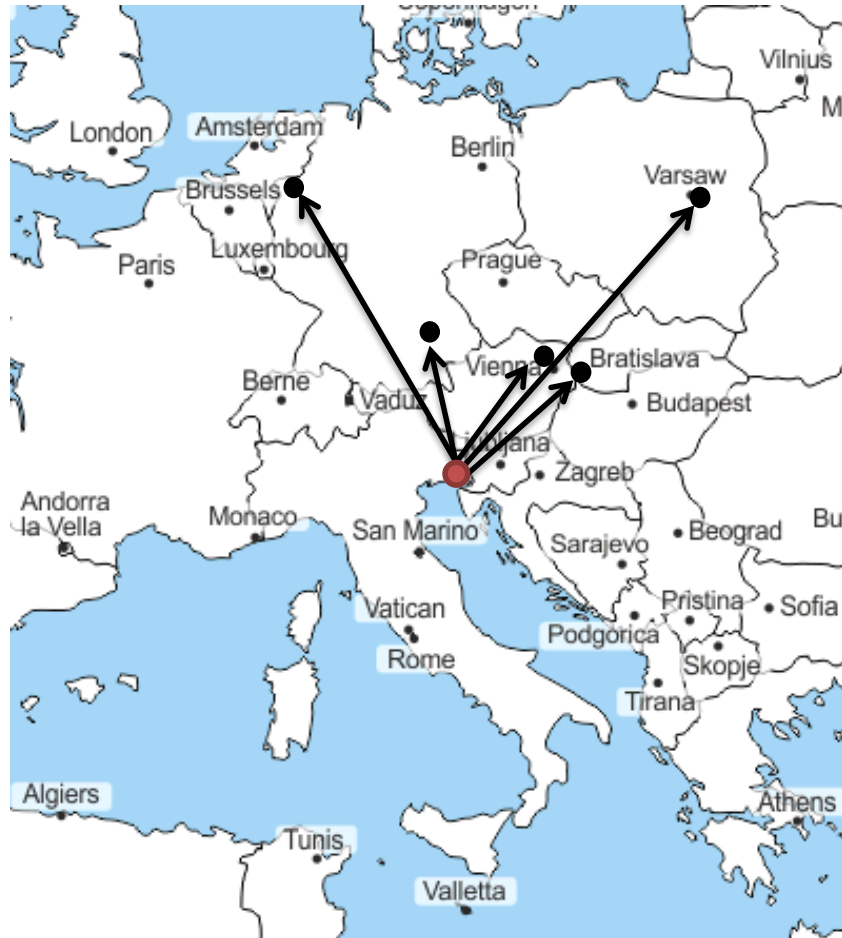 Copenhagen
Vilnius
M
London
Amsterdam
Berlin
Varsaw
Brussels
Luxembourg
Prague
Paris
Vienna
Bratislava
Berne
Vaduz
Budapest
Ljubljana
Zagreb
Andorra
la Vella
Monaco
San Marino
Beograd
Bu
Sarajevo
Vatican
Pristina
Sofia
Podgorica
Rome
Skopje
Tirana
Algiers
Athens
Tunis
Valletta